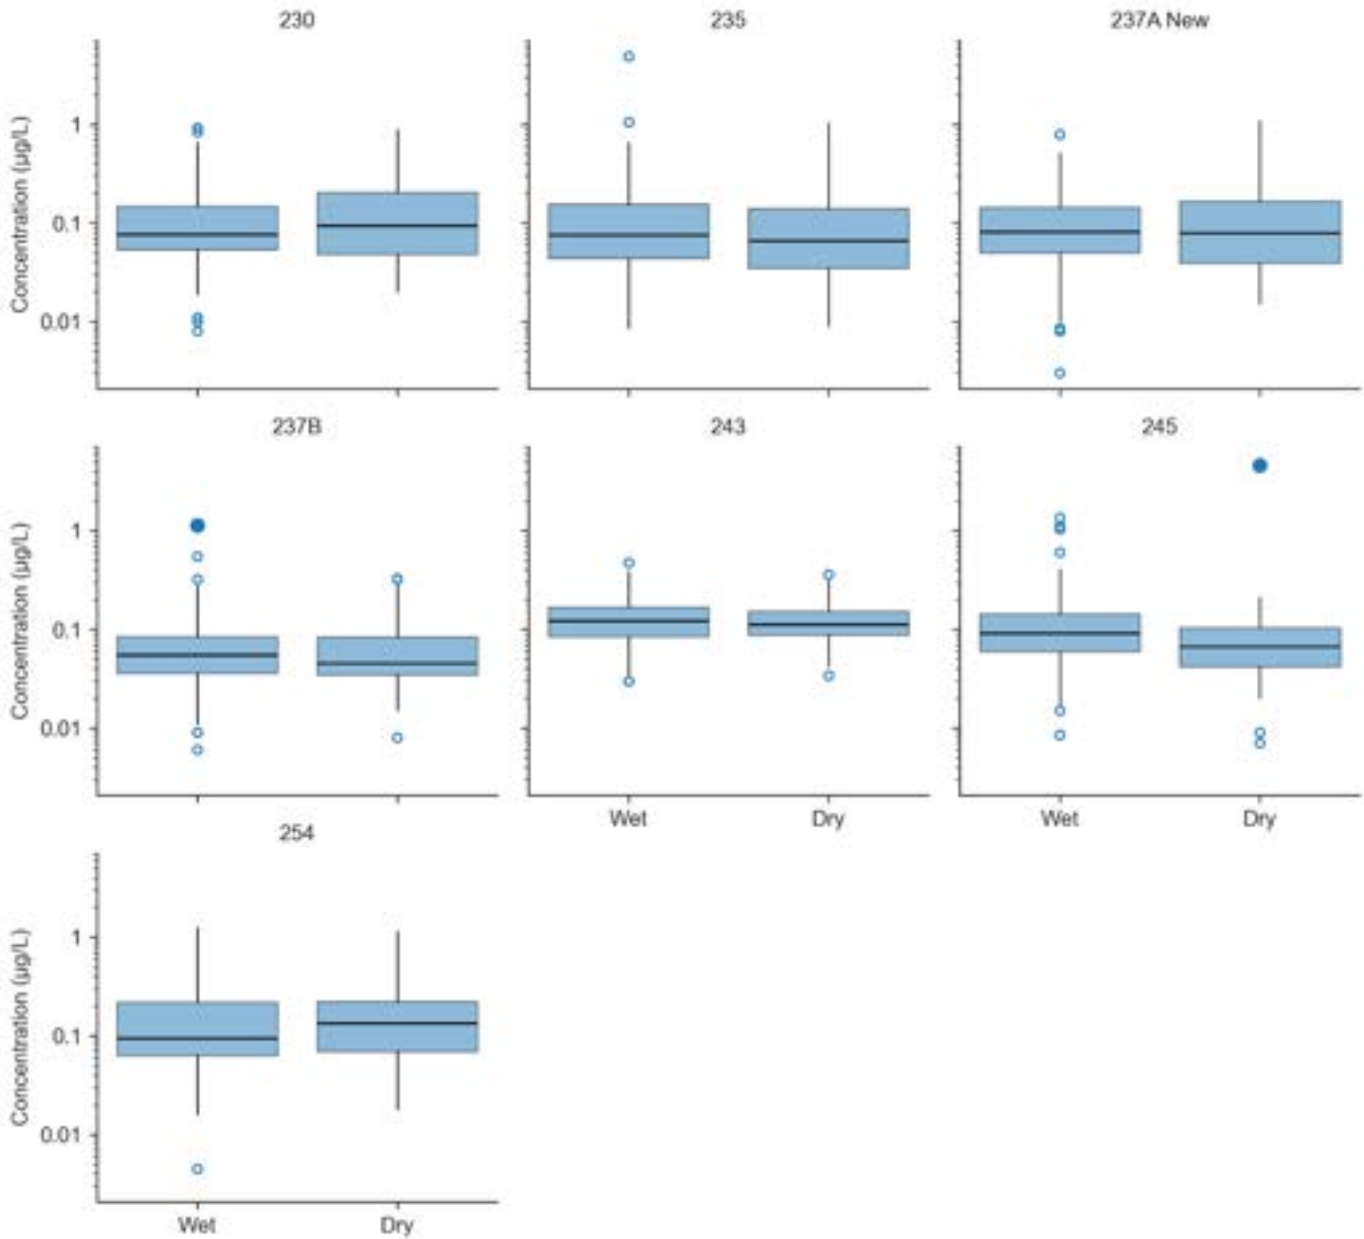 230
235
237A New
Concentration (µg/L)
1
0.1
0.01
237B
243
245
Concentration (µg/L)
1
0.1
0.01
Wet
Dry
Wet
Dry
254
Concentration (µg/L)
1
0.1
0.01
Wet
Dry